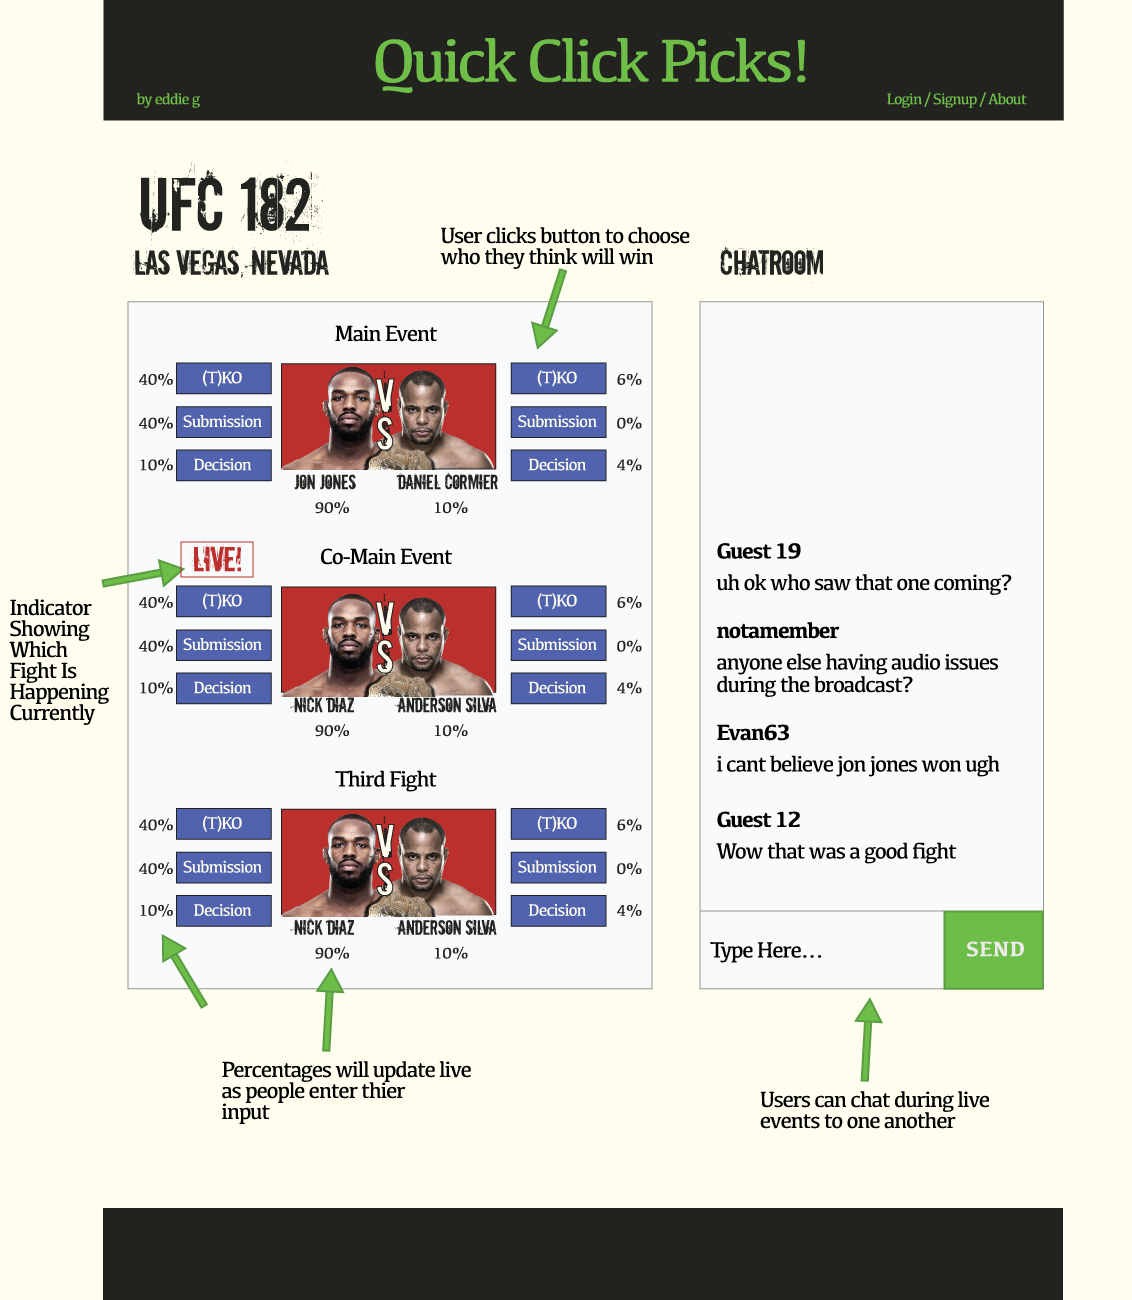 Quick Click Picks!
by eddie g
Login / Signup / About
UFC 182
LAS VEGAS, NEVADA
User clicks button to choose
who they think will win
CHATROOM
Main Event
40% (T)KO
40% Submission
10% Decision
VS
(T)KO 6%
Submission 0%
Decision 4%
JON JONES
DANIEL CORMIER
90%
10%
LIVE!
Co-Main Event
40% (T)KO
40% Submission
10% Decision
VS
(T)KO 6%
Submission 0%
Decision 4%
NICK DIAZ
ANDERSON SILVA
90%
10%
Indicator
Showing
Which
Fight Is
Happening
Currently
Third Fight
40% (T)KO
40% Submission
10% Decision
VS
(T)KO 6%
Submission 0%
Decision 4%
NICK DIAZ
ANDERSON SILVA
90%
10%
Percentages will update live
as people enter thier
input
Guest 19
uh ok who saw that one coming?
notamember
anyone else having audio issues
during the broadcast?
Evan63
i cant believe jon jones won ugh
Guest 12
Wow that was a good fight
Type Here...
SEND
Users can chat during live
events to one another